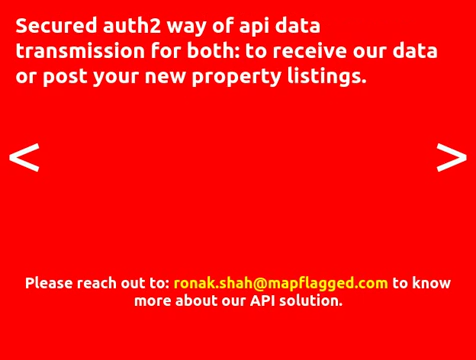 Secured auth2 way of api data
transmission for both: to receive our data
or post your new property listings.
< >
Please reach out to: ronak.shah@mapflagged.com to know
more about our API solution.